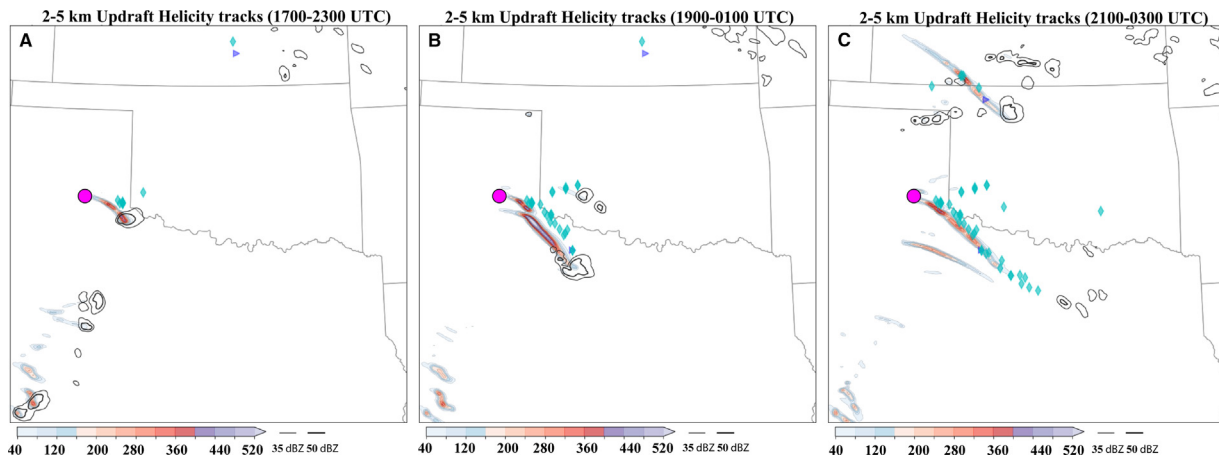 2-5 km Updraft Helicity tracks (1700-2300 UTC)
A
40 120 200 280 360 440 520 35 dBZ 50 dBZ
2-5 km Updraft Helicity tracks (1900-0100 UTC)
B
40 120 200 280 360 440 520 35 dBZ 50 dBZ
2-5 km Updraft Helicity tracks (2100-0300 UTC)
C
40 120 200 280 360 440 520 35 dBZ 50 dBZ